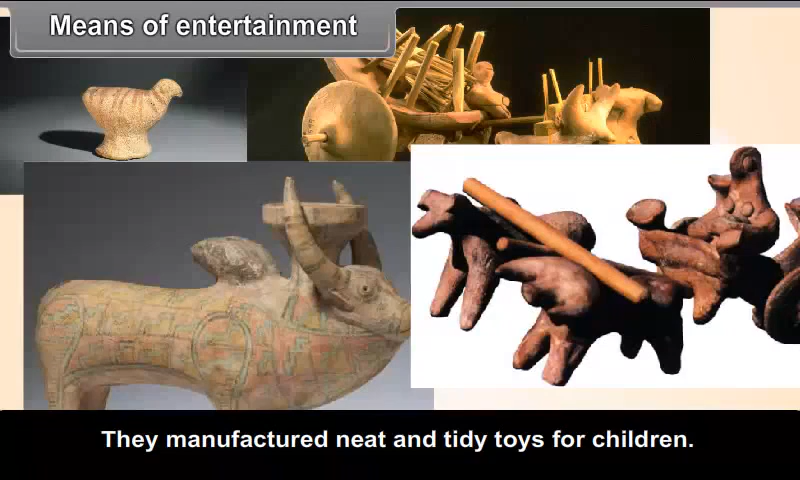 Means of entertainment
They manufactured neat and tidy toys for children.